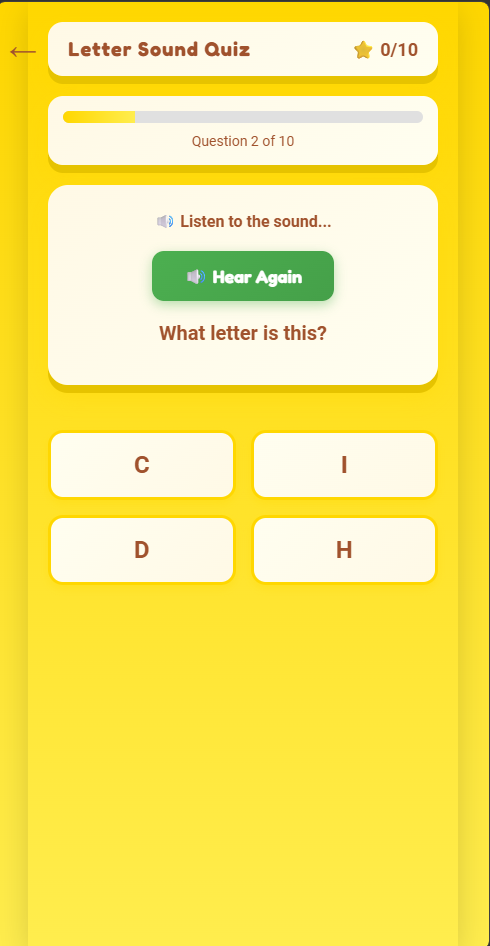 ←
Letter Sound Quiz ⭐ 0/10
Question 2 of 10
🔊 Listen to the sound...
🔊 Hear Again
What letter is this?
C I
D H